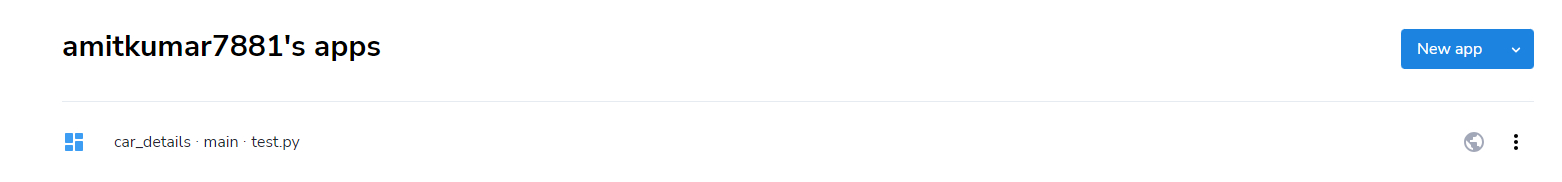 amitkumar7881's apps
New app
car_details · main · test.py